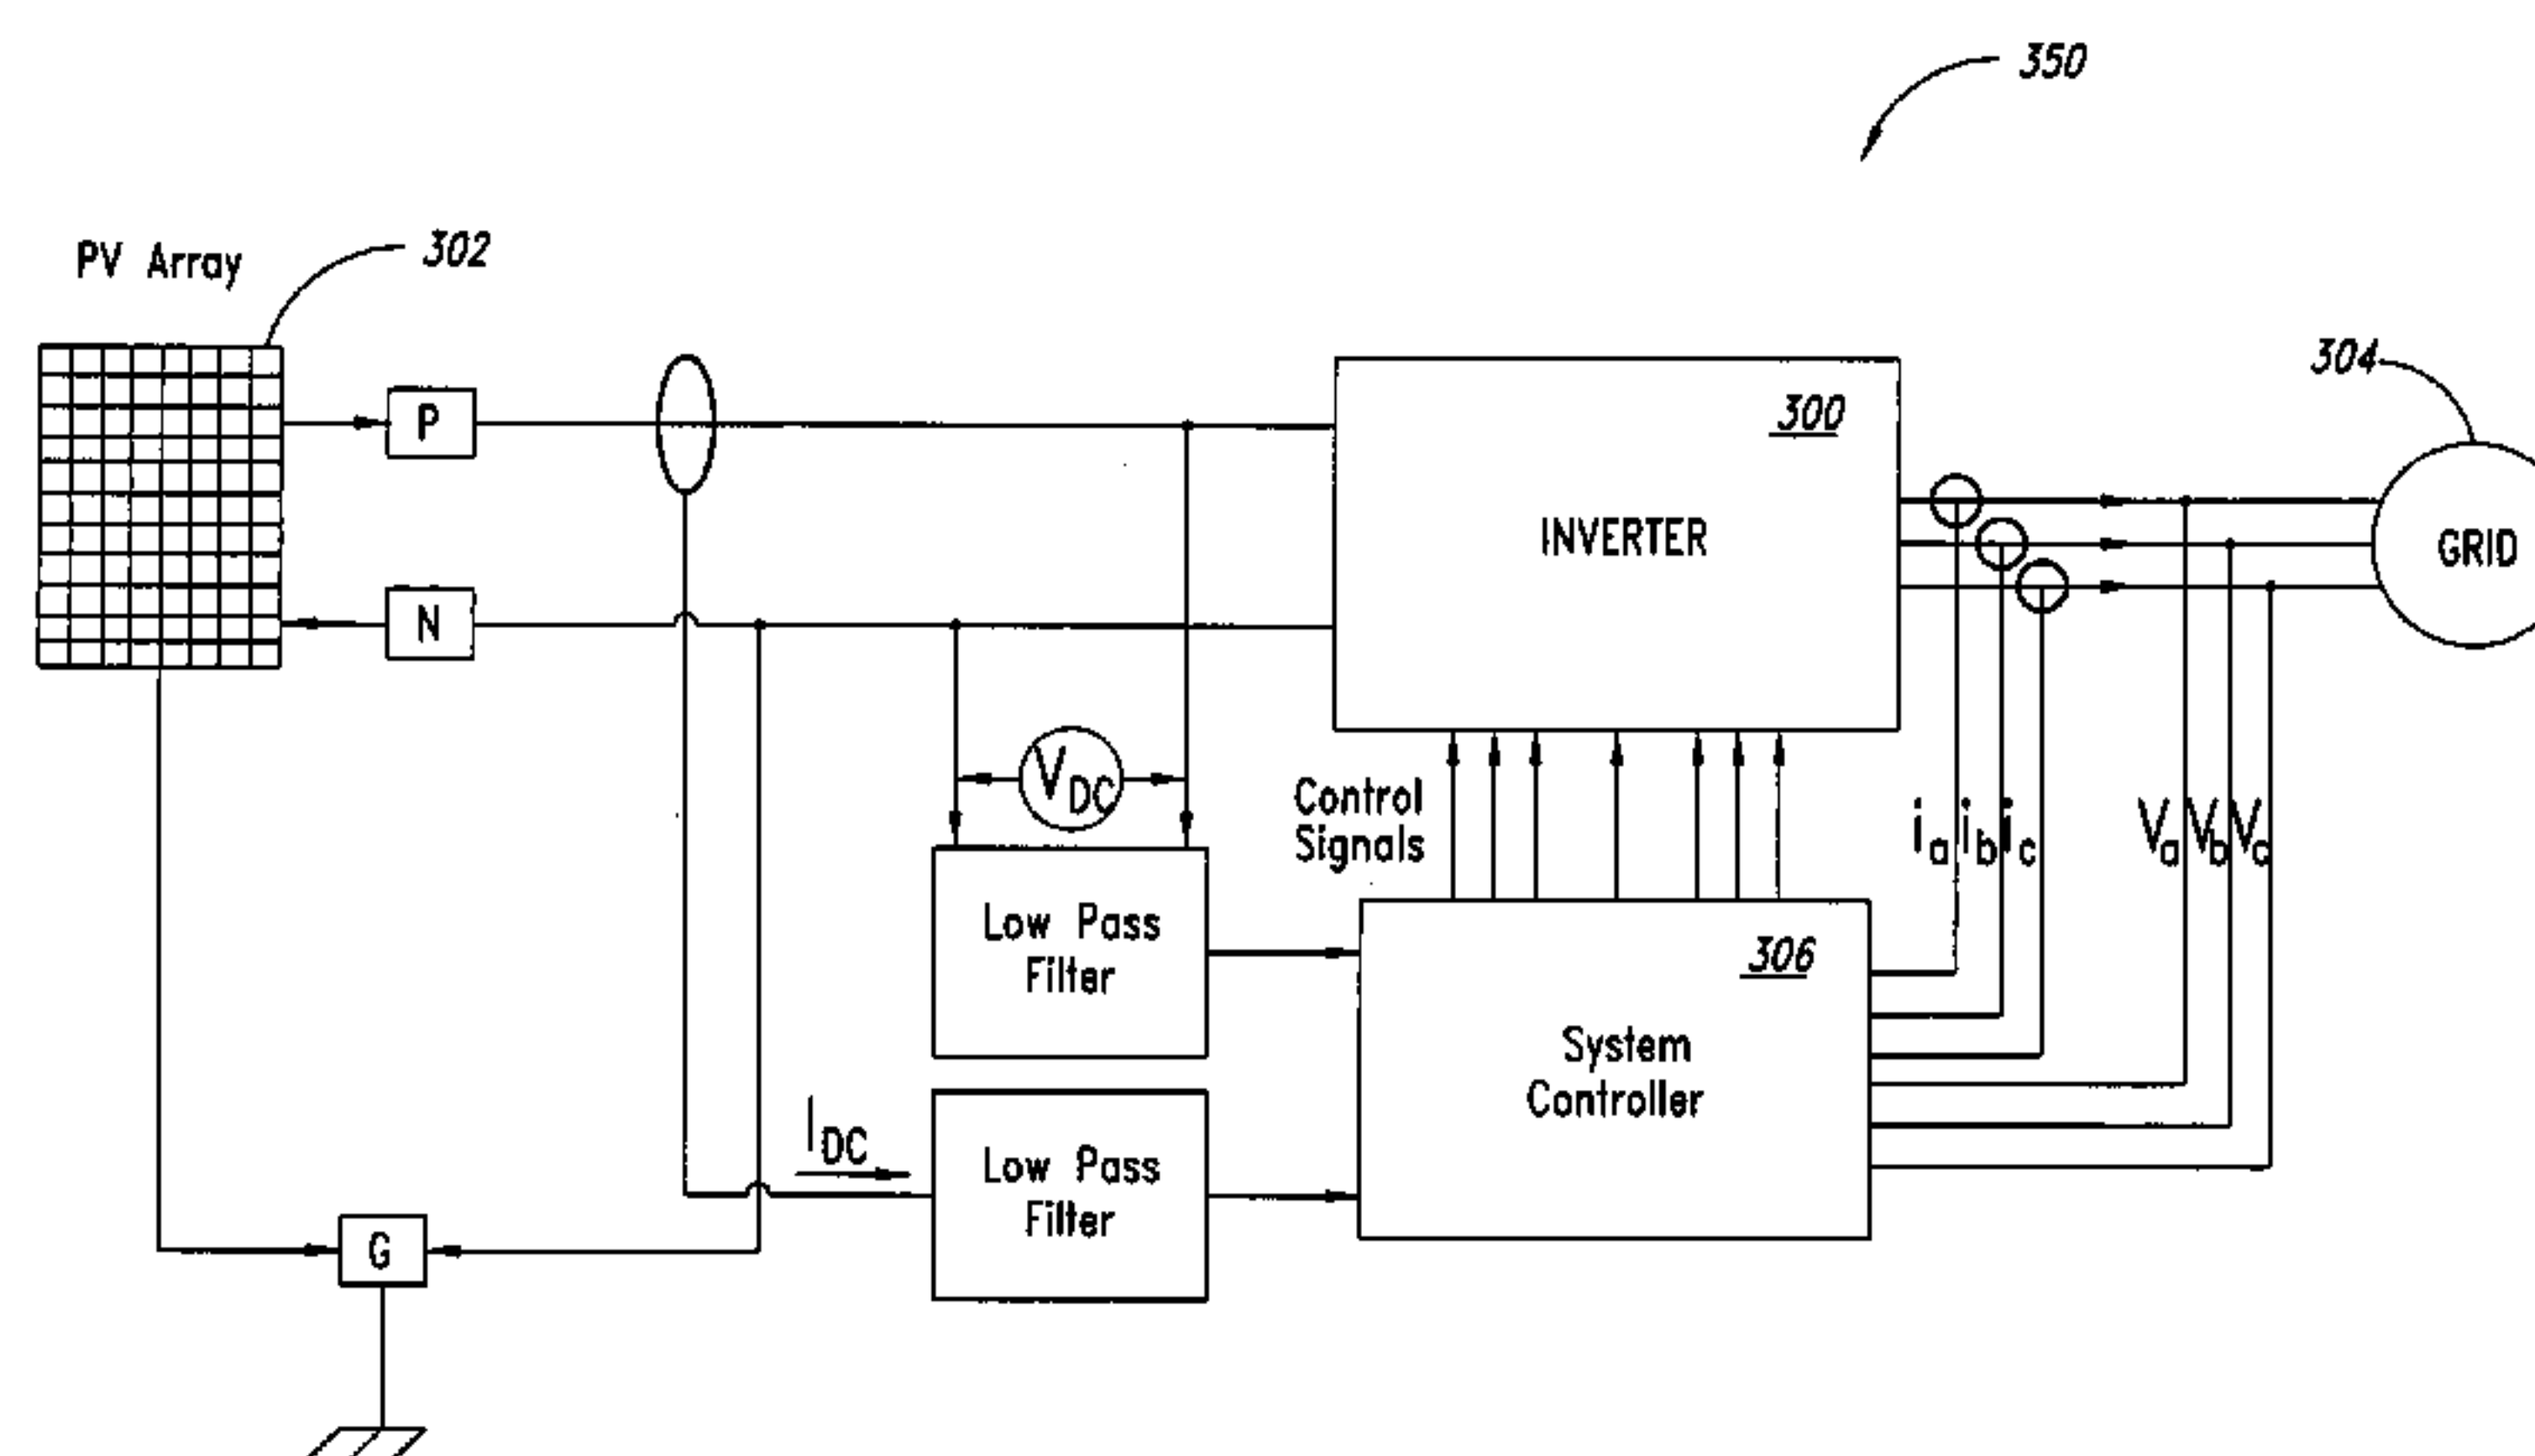 350
PV Array
302
304
P
300
INVERTER
GRID
N
VDC
Control
Signals
ia ib ic
Va Vb Vc
Low Pass
Filter
306
System
Controller
IDC
Low Pass
Filter
G